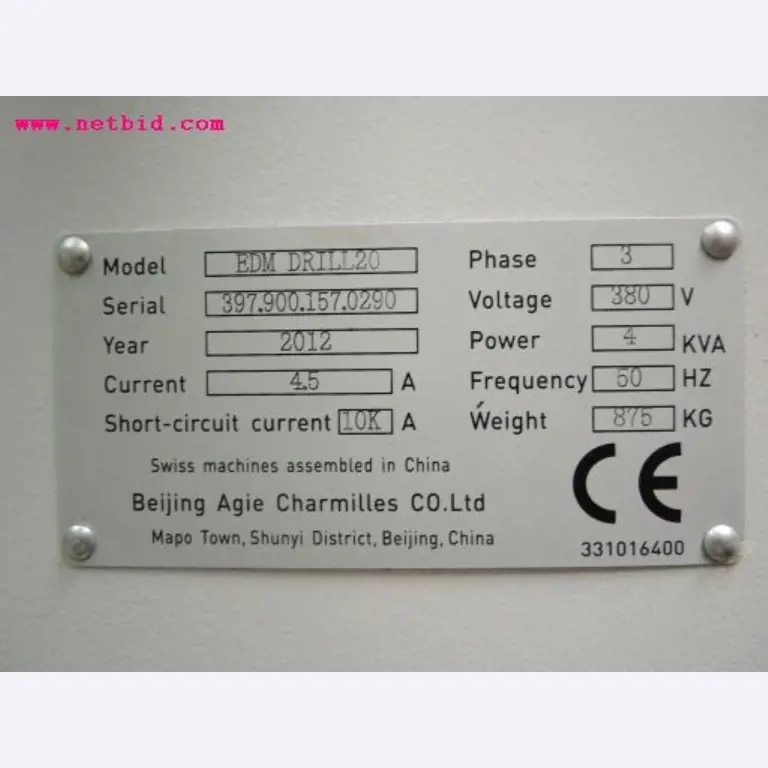 www.netbid.com
Model EDM DRILL20 Phase 3
Serial 397.900.157.0290 Voltage 380 V
Year 2012 Power 4 KVA
Current 4.5 A Frequency 50 HZ
Short-circuit current 10K A Weight 875 KG
Swiss machines assembled in China
Beijing Agie Charmilles CO.Ltd
Mapo Town, Shunyi District, Beijing, China
CE
331016400